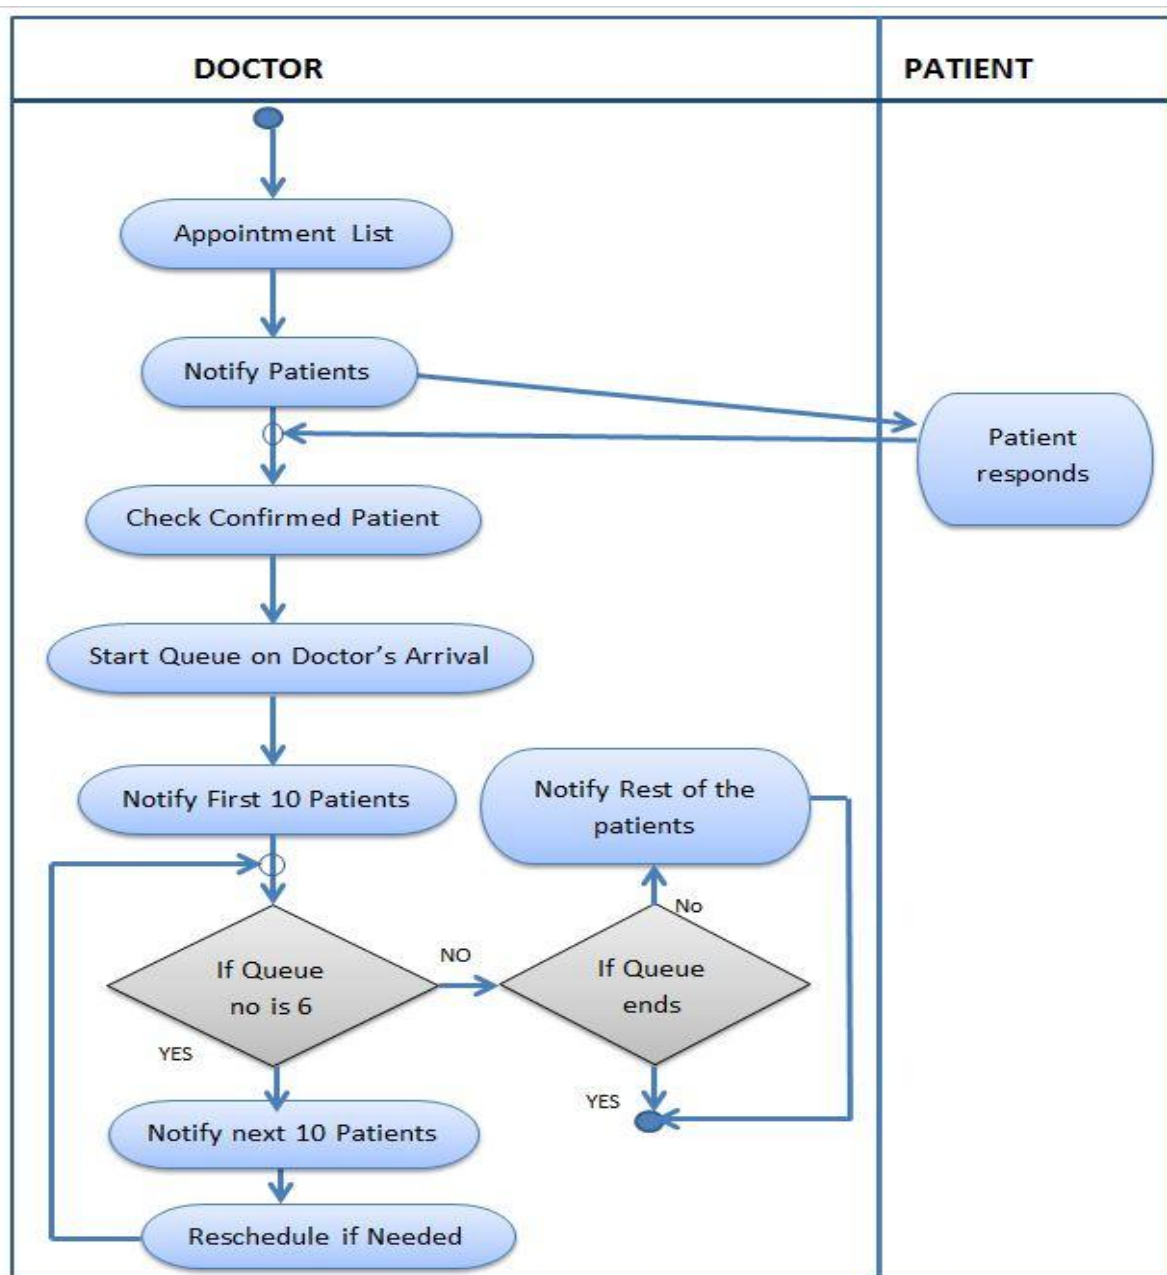 DOCTOR
PATIENT
Appointment List
Notify Patients
Patient
responds
Check Confirmed Patient
Start Queue on Doctor’s Arrival
Notify First 10 Patients
Notify Rest of the
patients
No
If Queue
no is 6
NO
If Queue
ends
YES
YES
Notify next 10 Patients
Reschedule if Needed